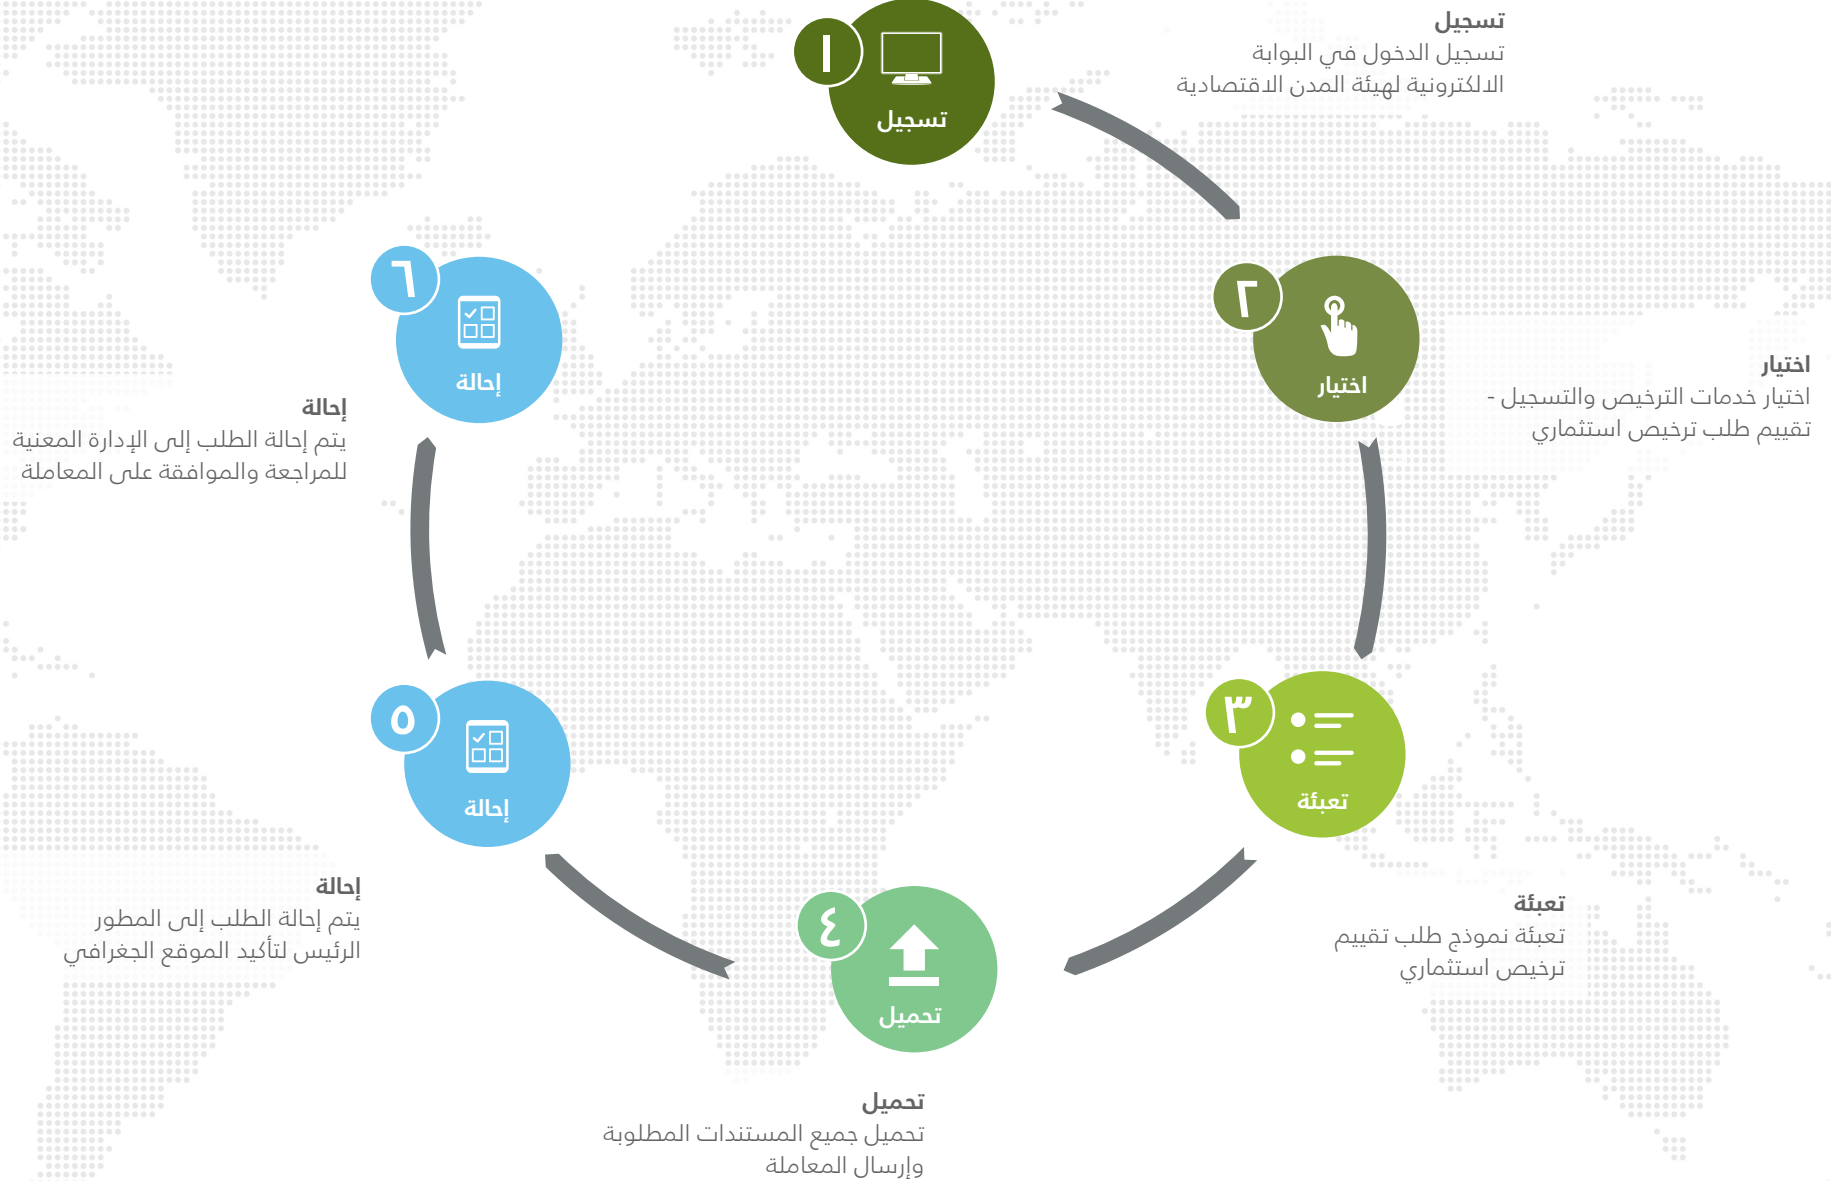 ١
تسجيل
تسجيل
تسجيل الدخول في البوابة
الالكترونية لهيئة المدن الاقتصادية
٢
اختيار
اختيار
اختيار خدمات الترخيص والتسجيل -
تقييم طلب ترخيص استثماري
٣
تعبئة
تعبئة
تعبئة نموذج طلب تقييم
ترخيص استثماري
٤
تحميل
تحميل
تحميل جميع المستندات المطلوبة
وإرسال المعاملة
٥
إحالة
إحالة
يتم إحالة الطلب إلى المطور
الرئيس لتأكيد الموقع الجغرافي
٦
إحالة
إحالة
يتم إحالة الطلب إلى الإدارة المعنية
للمراجعة والموافقة على المعاملة